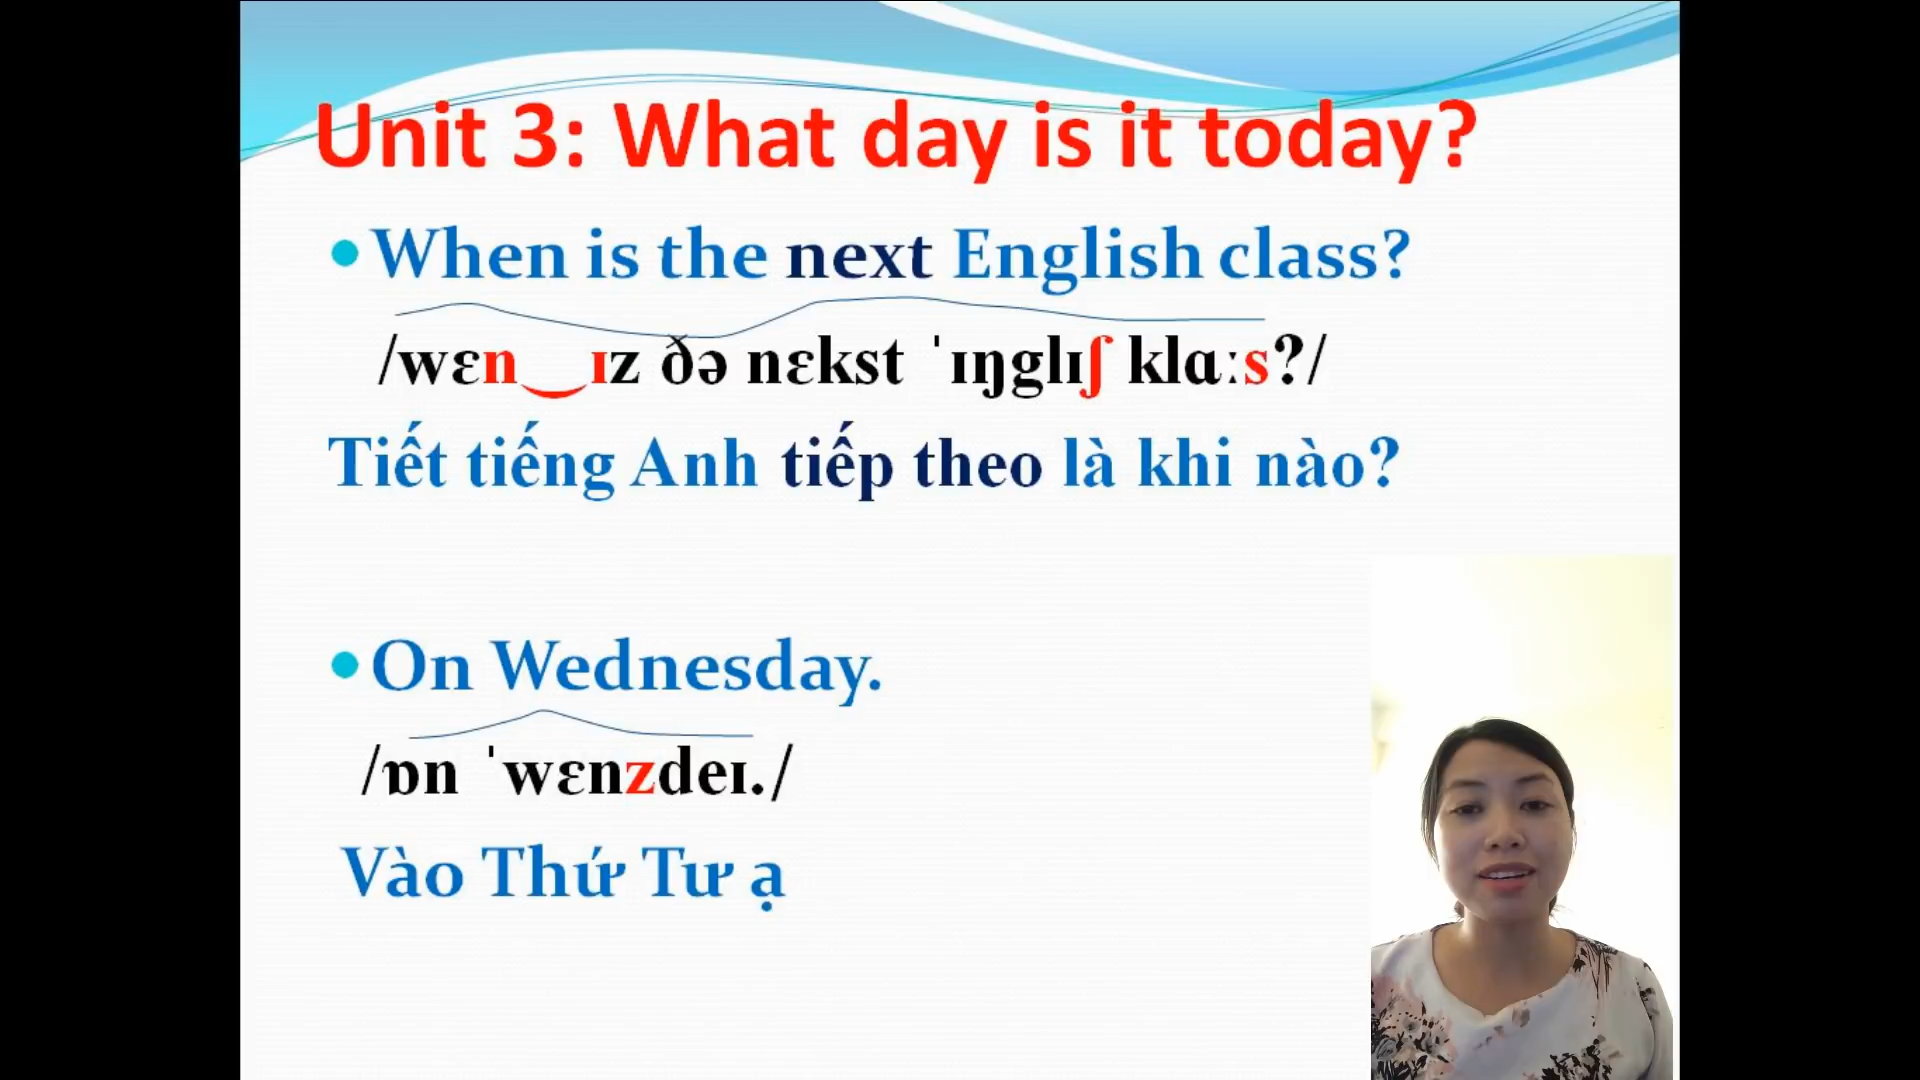 Unit 3: What day is it today?
• When is the next English class?
/wɛn‿ɪz ðə nɛkst ˈɪŋglɪʃ klɑːs?/
Tiết tiếng Anh tiếp theo là khi nào?
• On Wednesday.
/ɒn ˈwɛnzdeɪ./
Vào Thứ Tư ạ